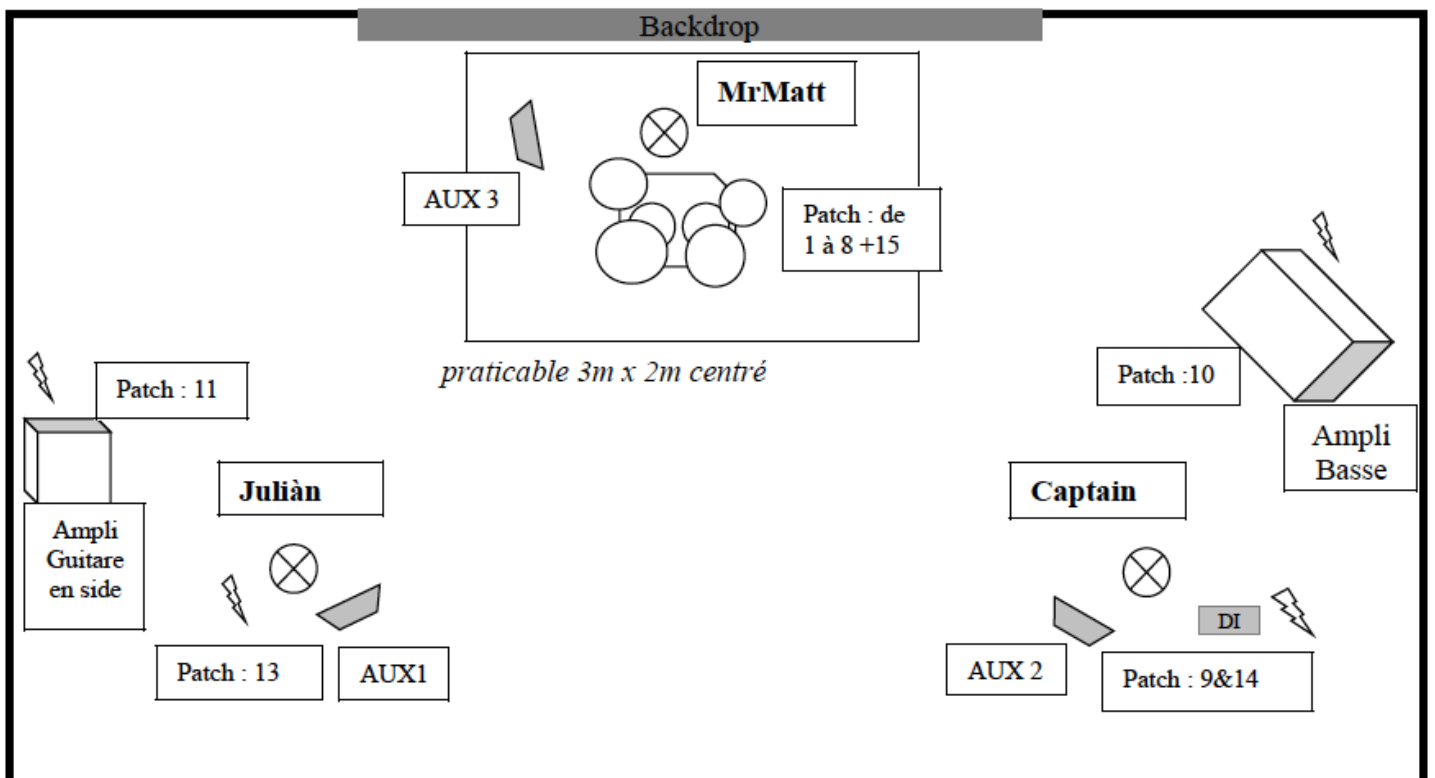 Backdrop
MrMatt
AUX 3
Patch : de
1 à 8 +15
praticable 3m x 2m centré
Patch : 11
Patch :10
Ampli
Basse
Juliàn
Captain
Ampli
Guitare
en side
DI
Patch : 13
AUX1
AUX 2
Patch : 9&14